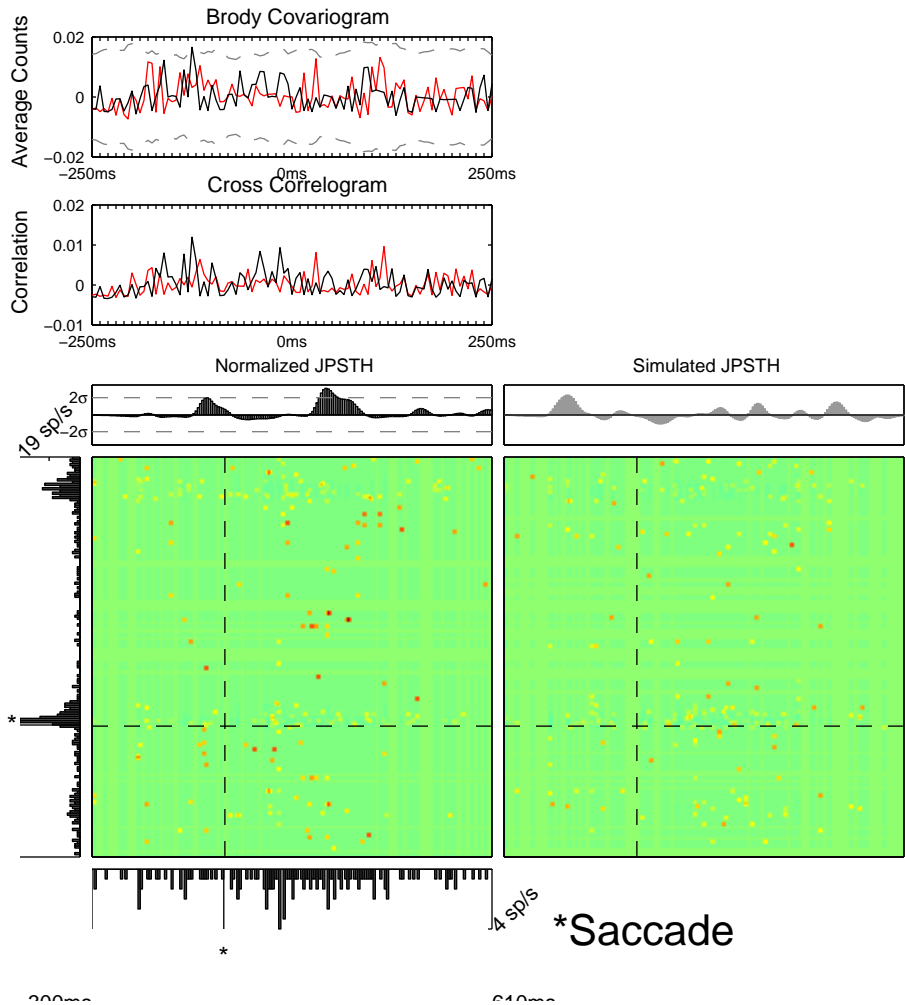 Brody Covariogram
Average Counts
0.02
0
−0.02
−250ms
0ms
250ms
Cross Correlogram
Correlation
0.02
0.01
0
−0.01
−250ms
0ms
250ms
Normalized JPSTH
Simulated JPSTH
2σ
−2σ
19 sp/s
*
4 sp/s
*
*Saccade